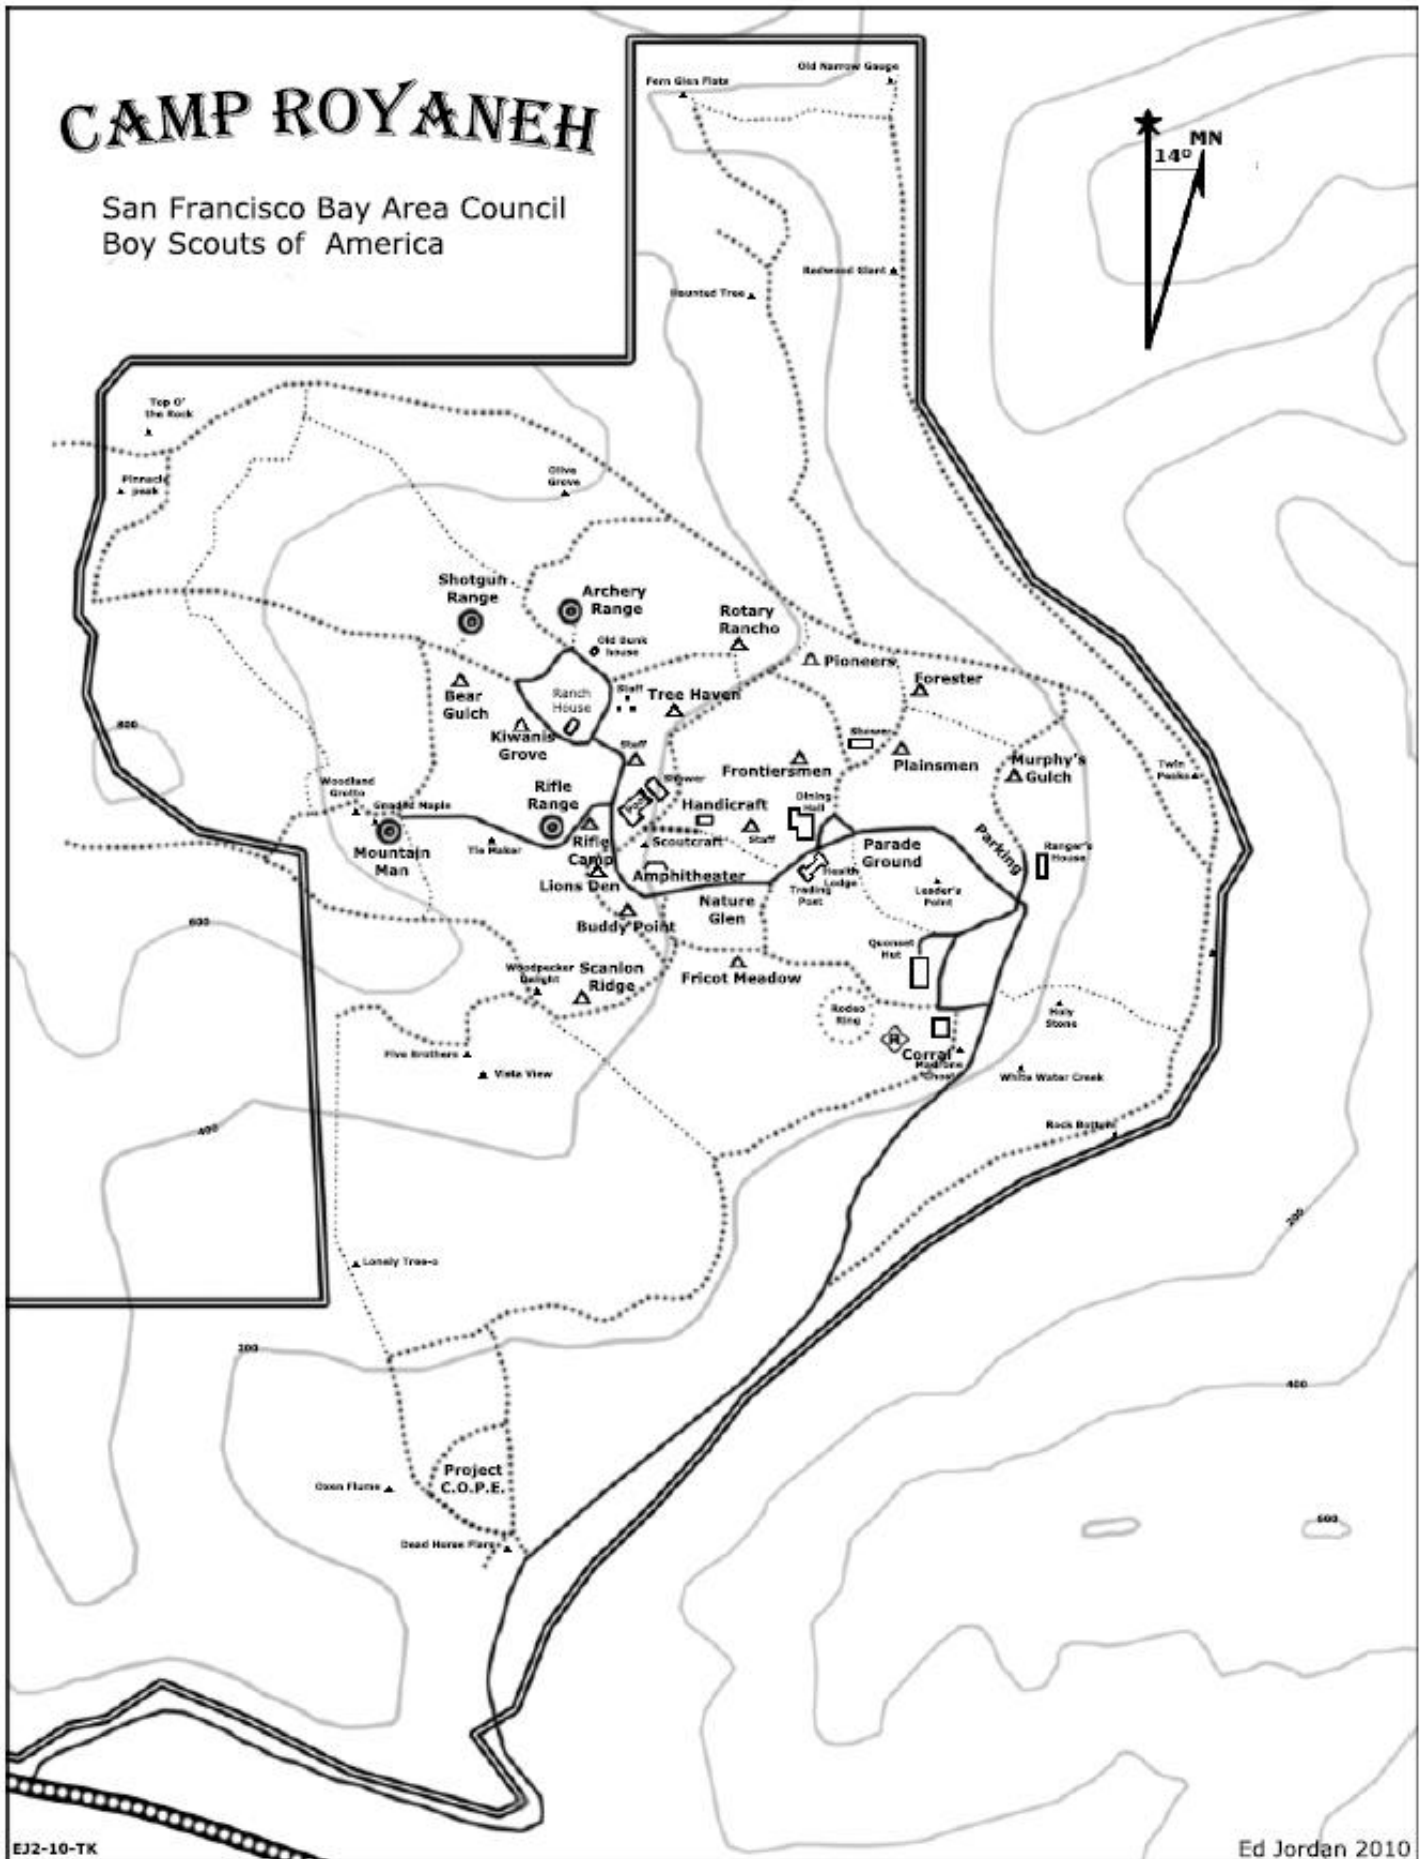 Old Narrow Gauge
Fern Glen Flats
CAMP ROYANEH
MN
14º
San Francisco Bay Area Council
Boy Scouts of America
Redwood Giant
Haunted Tree
Top O'
the Rock
Pinnacle
peak
Olive
Grove
Shotgun
Range
Archery
Range
Rotary
Rancho
Old Bunk
house
Pioneers
Forester
Bear
Gulch
Ranch
House
Staff
Tree Haven
Kiwanis
Grove
Staff
Shower
Frontiersmen
Plainsmen
Murphy's
Gulch
Twin
Peaks
800
Woodland
Grotto
Rifle
Range
Pool
Shower
Handicraft
Dining
Hall
Gnarled Maple
Mountain
Man
Tie Maker
Rifle
Camp
Scoutcraft
Staff
Parade
Ground
Parking
Ranger's
House
Lions Den
Amphitheater
Health
Lodge
Trading
Post
Leader's
Point
600
Buddy Point
Nature
Glen
Quonset
Hut
Woodpecker
Delight
Scanlon
Ridge
Fricot Meadow
Rodeo
Ring
Holy
Stone
R
Corral
Madrone
Ghost
Five Brothers
Vista View
White Water Creek
Rock Bottom
400
200
Lonely Tree-o
200
400
Project
C.O.P.E.
Oxen Flume
600
Dead Horse Flare
EJ2-10-TK
Ed Jordan 2010